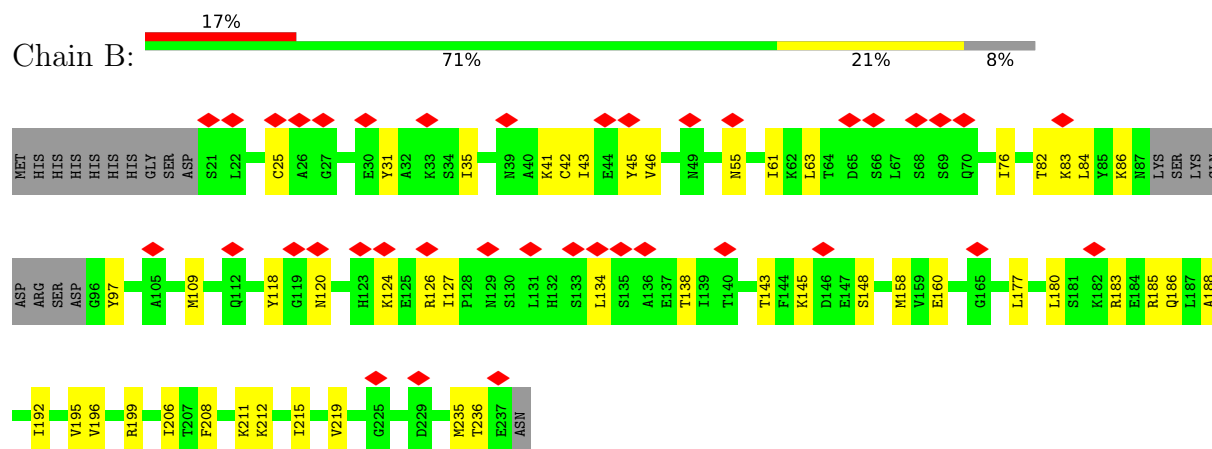 17%
Chain B:
71% 21% 8%
MET HIS HIS HIS HIS HIS HIS GLY SER ASP S21 L22 C25 A26 G27 E30 Y31 A32 K33 S34 I35 N39 A40 K41 C42 I43 E44 Y45 V46 N49 N55 I61 K62 L63 T64 D65 S66 L67 S68 S69 Q70 I76 T82 K83 L84 Y85 K86 N87 LYS SER LYS
ASP ARG SER ASP G96 Y97 A105 M109 Q112 Y118 G119 N120 H123 K124 E125 R126 I127 P128 N129 S130 L131 H132 S133 L134 S135 A136 E137 T138 I139 T140 T143 F144 K145 D146 E147 S148 M158 V159 E160 G165 L177 L180 S181 K182 R183 E184 R185 Q186 L187 A188
I192 V195 V196 R199 I206 T207 F208 K211 K212 I215 V219 G225 D229 M235 T236 E237 ASN